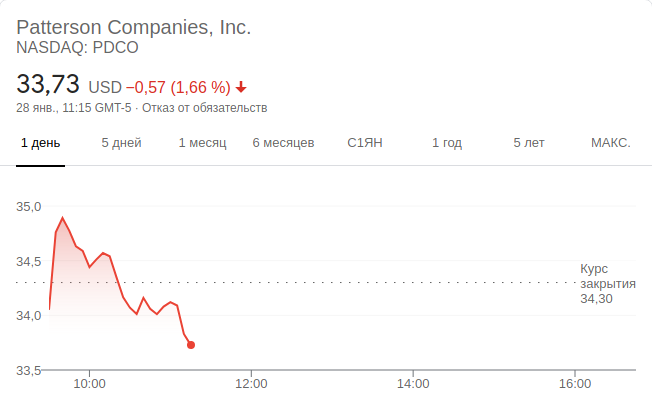 Patterson Companies, Inc.
NASDAQ: PDCO
33,73 USD −0,57 (1,66 %)
28 янв., 11:15 GMT-5 · Отказ от обязательств
1 день 5 дней 1 месяц 6 месяцев С1ЯН 1 год 5 лет МАКС.
35,0
34,5
Курс
закрытия
34,30
34,0
33,5
10:00 12:00 14:00 16:00